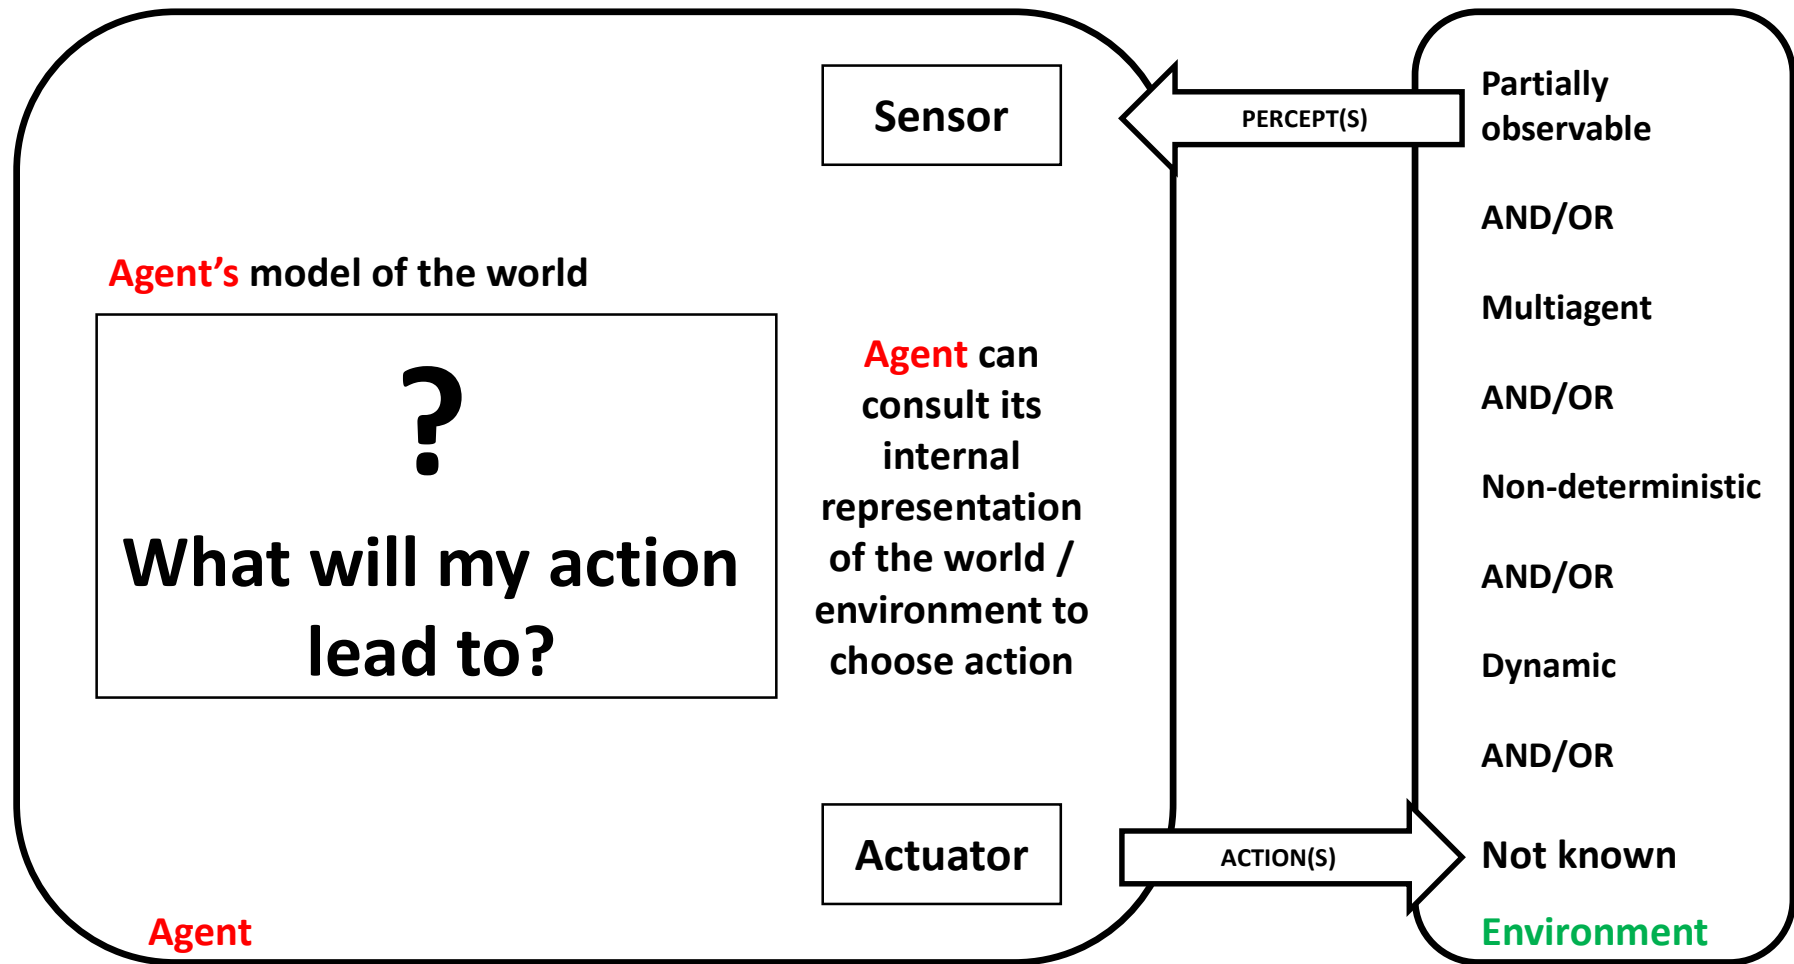 Sensor
PERCEPT(S)
Partially
observable
AND/OR
Agent's model of the world
Multiagent
?
What will my action
lead to?
Agent can
consult its
internal
representation
of the world /
environment to
choose action
AND/OR
Non-deterministic
AND/OR
Dynamic
AND/OR
Actuator
ACTION(S)
Not known
Agent
Environment